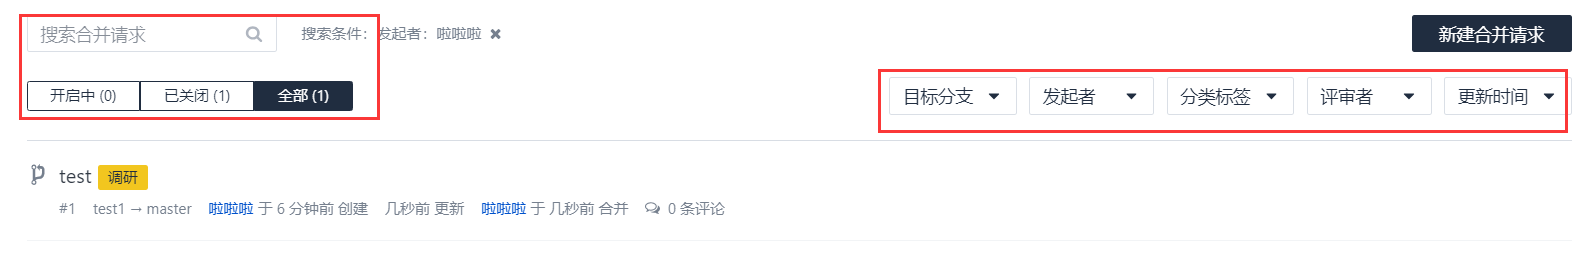 搜索合并请求 搜索条件：发起者：啦啦啦 ✖ 新建合并请求
开启中 (0) 已关闭 (1) 全部 (1) 目标分支 发起者 分类标签 评审者 更新时间
test 调研
#1 test1 → master 啦啦啦 于 6 分钟前 创建 几秒前 更新 啦啦啦 于 几秒前 合并 0 条评论